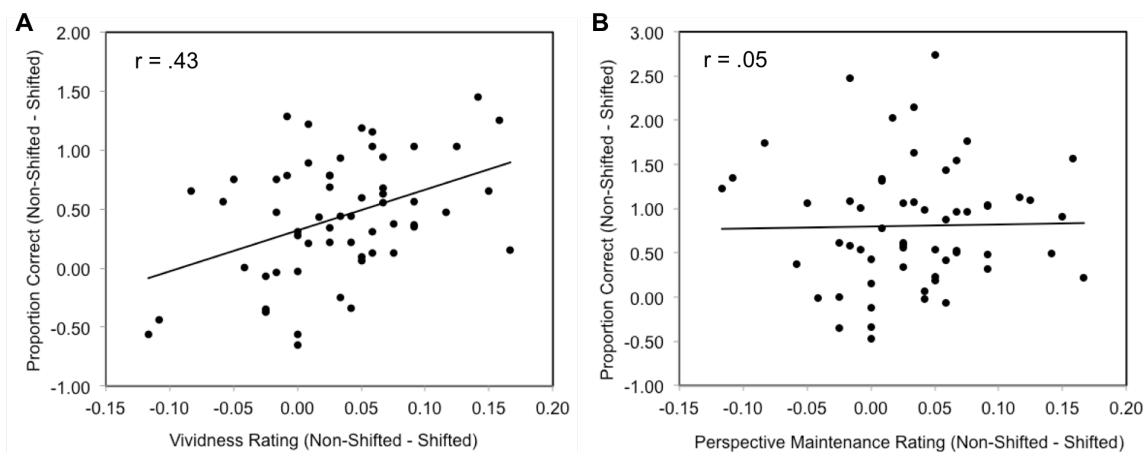 A
r = .43
Proportion Correct (Non-Shifted - Shifted)
2.00
1.50
1.00
0.50
0.00
-0.50
-1.00
-0.15 -0.10 -0.05 0.00 0.05 0.10 0.15 0.20
Vividness Rating (Non-Shifted - Shifted)
B
r = .05
Proportion Correct (Non-Shifted - Shifted)
3.00
2.50
2.00
1.50
1.00
0.50
0.00
-0.50
-1.00
-0.15 -0.10 -0.05 0.00 0.05 0.10 0.15 0.20
Perspective Maintenance Rating (Non-Shifted - Shifted)